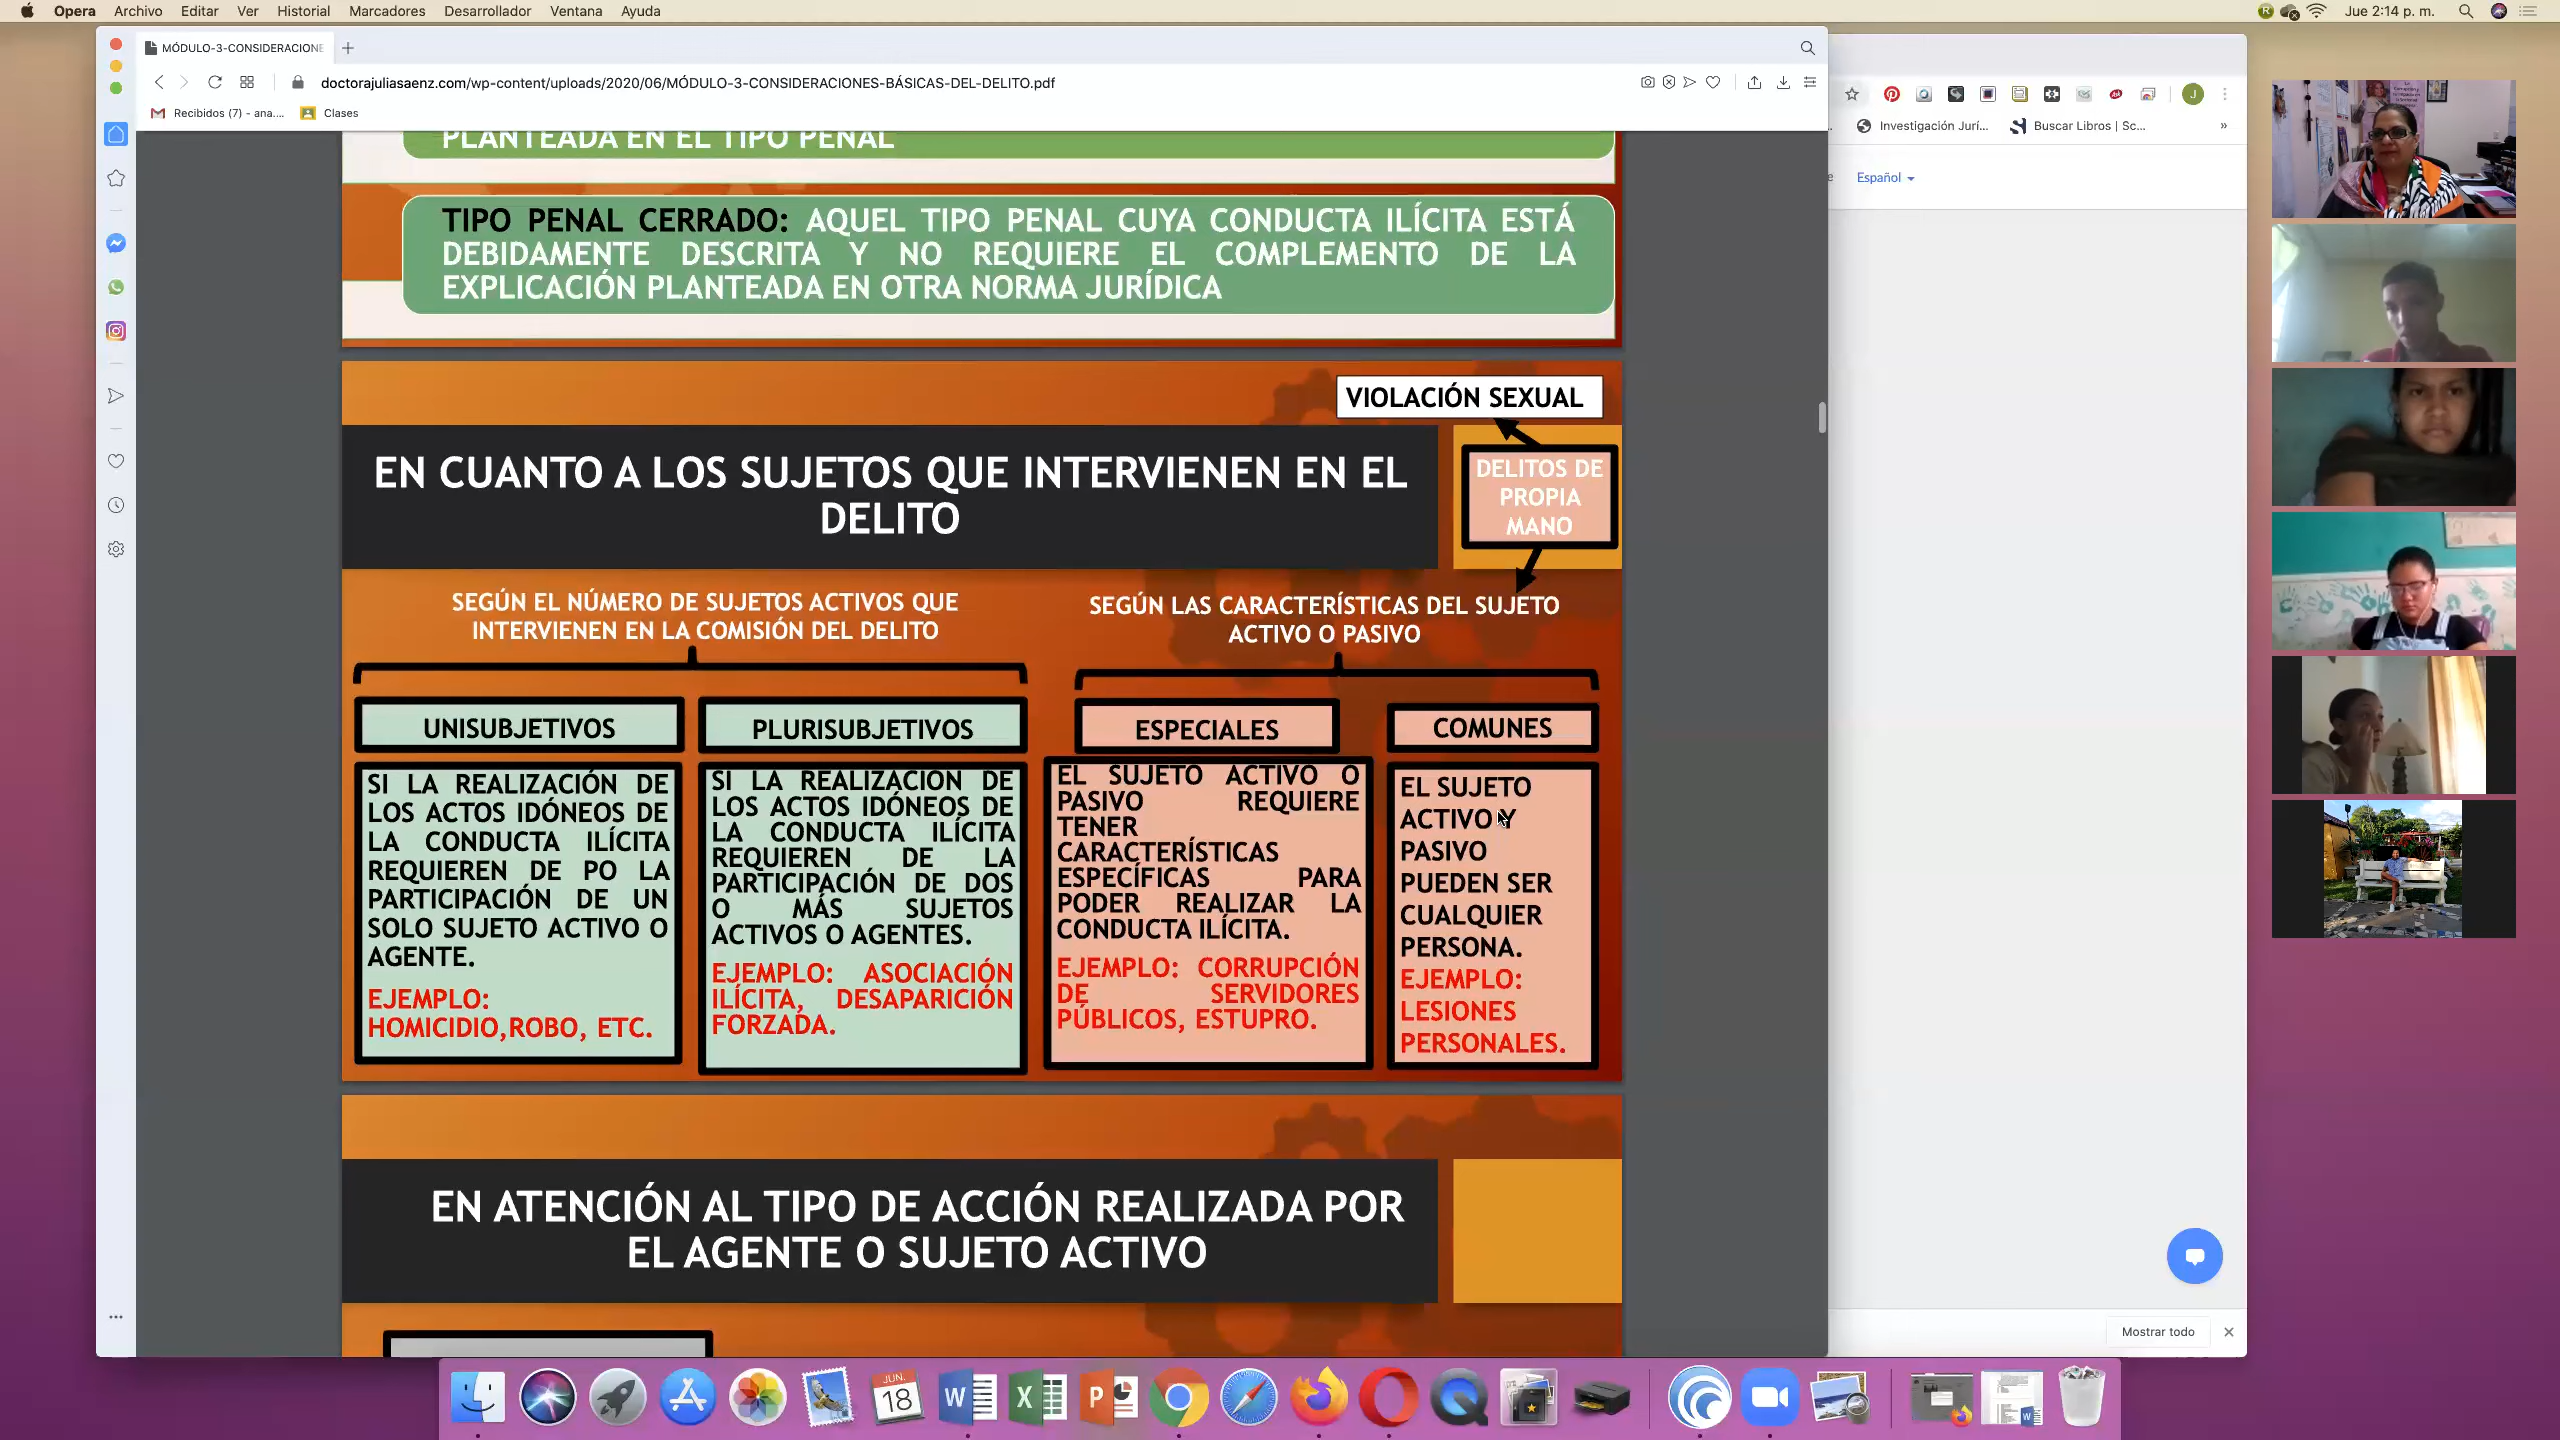 Opera Archivo Editar Ver Historial Marcadores Desarrollador Ventana Ayuda
Jue 2:14 p. m.
MÓDULO-3-CONSIDERACIONE
doctorajuliasaenz.com/wp-content/uploads/2020/06/MÓDULO-3-CONSIDERACIONES-BÁSICAS-DEL-DELITO.pdf
Recibidos (7) - ana.... Clases
Investigación Jurí... Buscar Libros | Sc... »
Español
PLANTEADA EN EL TIPO PENAL
TIPO PENAL CERRADO: AQUEL TIPO PENAL CUYA CONDUCTA ILÍCITA ESTÁ
DEBIDAMENTE DESCRITA Y NO REQUIERE EL COMPLEMENTO DE LA
EXPLICACIÓN PLANTEADA EN OTRA NORMA JURÍDICA
VIOLACIÓN SEXUAL
EN CUANTO A LOS SUJETOS QUE INTERVIENEN EN EL
DELITO
DELITOS DE
PROPIA
MANO
SEGÚN EL NÚMERO DE SUJETOS ACTIVOS QUE
INTERVIENEN EN LA COMISIÓN DEL DELITO
SEGÚN LAS CARACTERÍSTICAS DEL SUJETO
ACTIVO O PASIVO
UNISUBJETIVOS
SI LA REALIZACIÓN DE
LOS ACTOS IDÓNEOS DE
LA CONDUCTA ILÍCITA
REQUIEREN DE PO LA
PARTICIPACIÓN DE UN
SOLO SUJETO ACTIVO O
AGENTE.
EJEMPLO:
HOMICIDIO,ROBO, ETC.
PLURISUBJETIVOS
SI LA REALIZACIÓN DE
LOS ACTOS IDÓNEOS DE
LA CONDUCTA ILÍCITA
REQUIEREN DE LA
PARTICIPACIÓN DE DOS
O MÁS SUJETOS
ACTIVOS O AGENTES.
EJEMPLO: ASOCIACIÓN
ILÍCITA, DESAPARICIÓN
FORZADA.
ESPECIALES
EL SUJETO ACTIVO O
PASIVO REQUIERE
TENER
CARACTERÍSTICAS
ESPECÍFICAS PARA
PODER REALIZAR LA
CONDUCTA ILÍCITA.
EJEMPLO: CORRUPCIÓN
DE SERVIDORES
PÚBLICOS, ESTUPRO.
COMUNES
EL SUJETO
ACTIVO Y
PASIVO
PUEDEN SER
CUALQUIER
PERSONA.
EJEMPLO:
LESIONES
PERSONALES.
EN ATENCIÓN AL TIPO DE ACCIÓN REALIZADA POR
EL AGENTE O SUJETO ACTIVO
Mostrar todo
JUN.
18